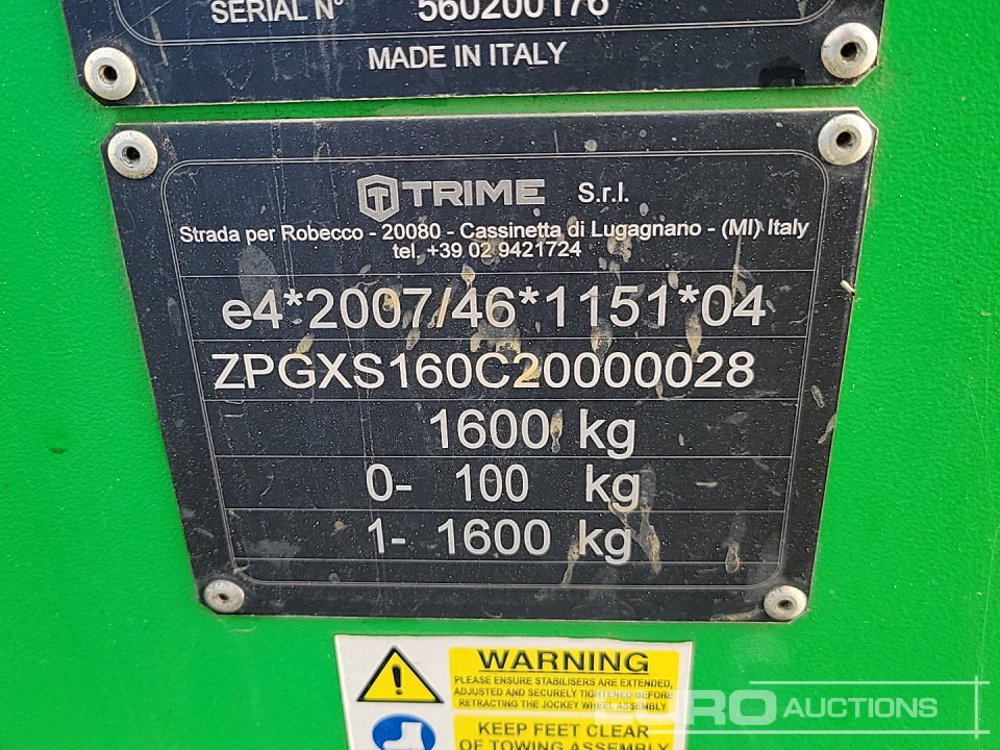 SERIAL N° 560200176
MADE IN ITALY
TRIME S.r.l.
Strada per Robecco - 20080 - Cassinetta di Lugagnano - (MI) Italy
tel. +39 02 9421724
e4*2007/46*1151*04
ZPGXS160C20000028
1600 kg
0- 100 kg
1- 1600 kg
WARNING
PLEASE ENSURE STABILISERS ARE EXTENDED,
ADJUSTED AND SECURELY TIGHTENED BEFORE
RETRACTING THE JOCKEY WHEEL ASSEMBLY
KEEP FEET CLEAR
OF TOWING ASSEMBLY
EURO AUCTIONS